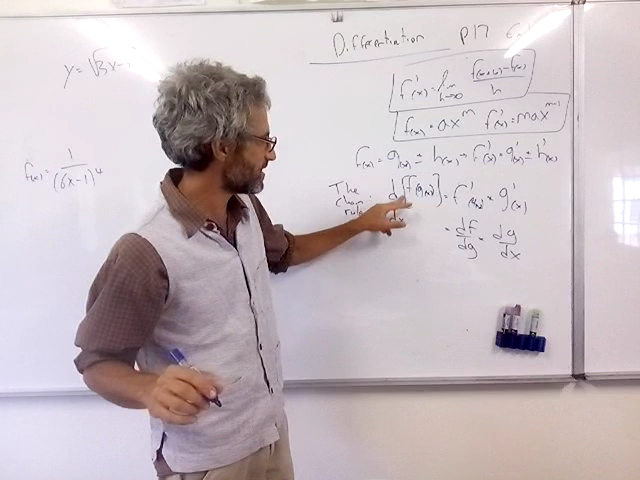 Differentiation P17
f'(x) = lim h→0 f(x+h)-f(x) / h
f(x) = ax^m f'(x) = max^m-1
f(x) = g(x) ± h(x) = f'(x) = g'(x) ± h'(x)
The chain rule: d/dx [f(g(x))] = f'(g(x)) × g'(x)
= df/dg × dg/dx
y = √3x-
f(x) = 1/(6x-1)^4